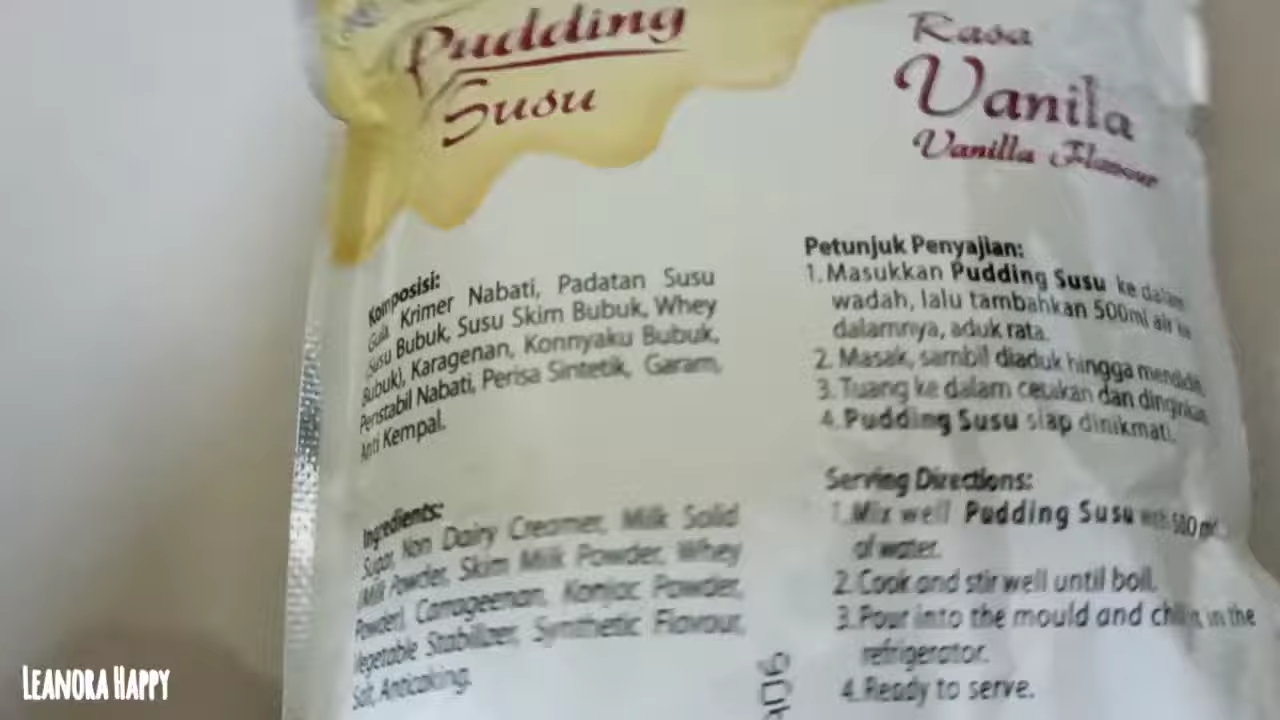 Pudding
Susu
Rasa
Vanila
Vanilla Flavour
Komposisi:
Gula, Krimer Nabati, Padatan Susu
(Susu Bubuk, Susu Skim Bubuk, Whey
Bubuk), Karagenan, Konnyaku Bubuk,
Penstabil Nabati, Perisa Sintetik, Garam,
Anti Kempal.
Ingredients:
Sugar, Non Dairy Creamer, Milk Solid
(Milk Powder, Skim Milk Powder, Whey
Powder), Carrageenan, Konjac Powder,
Vegetable Stabilizer, Synthetic Flavour,
Salt, Anticaking.
Petunjuk Penyajian:
1. Masukkan Pudding Susu ke dalam
wadah, lalu tambahkan 500ml air ke
dalamnya, aduk rata.
2. Masak, sambil diaduk hingga mendidih.
3. Tuang ke dalam cetakan dan dinginkan.
4. Pudding Susu siap dinikmati.
Serving Directions:
1. Mix well Pudding Susu with 500 ml
of water.
2. Cook and stir well until boil.
3. Pour into the mould and chill it in the
refrigerator.
4. Ready to serve.
LEANORA HAPPY